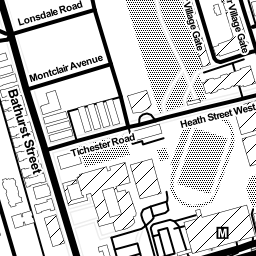 Lonsdale Road
Village Gate
Village Gate
Montclair Avenue
Bathurst Street
Heath Street West
Tichester Road
M